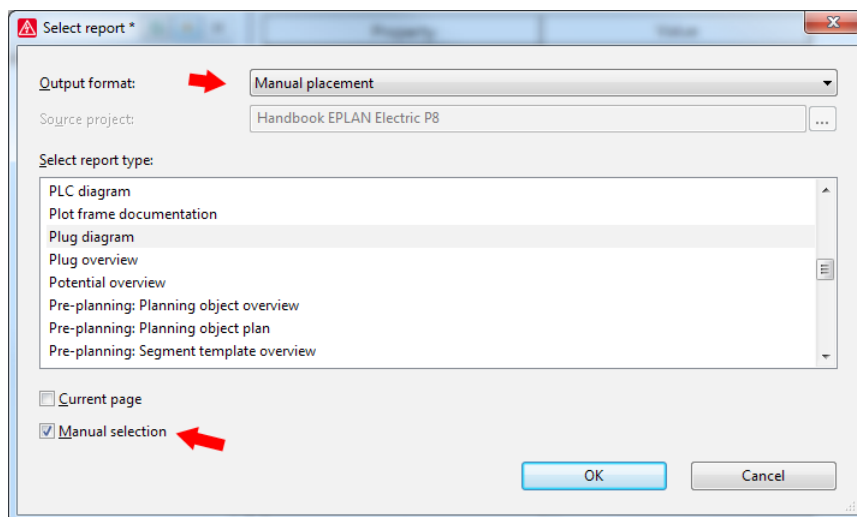 Select report *
Property
Value
Output format:
Manual placement
Source project:
Handbook EPLAN Electric P8
...
Select report type:
PLC diagram
Plot frame documentation
Plug diagram
Plug overview
Potential overview
Pre-planning: Planning object overview
Pre-planning: Planning object plan
Pre-planning: Segment template overview
Current page
Manual selection
OK
Cancel